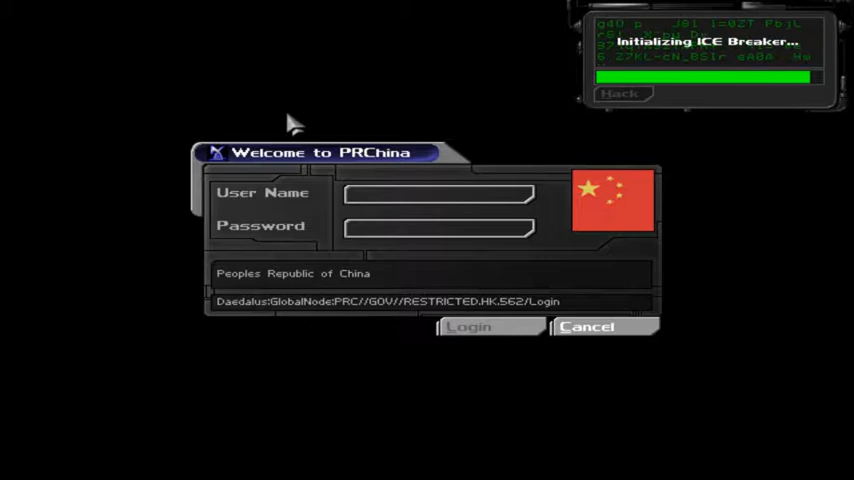 Initializing ICE Breaker...
Hack
Welcome to PRChina
User Name
Password
Peoples Republic of China
Daedalus:GlobalNode:PRC//GOV//RESTRICTED.HK.562/Login
Login
Cancel